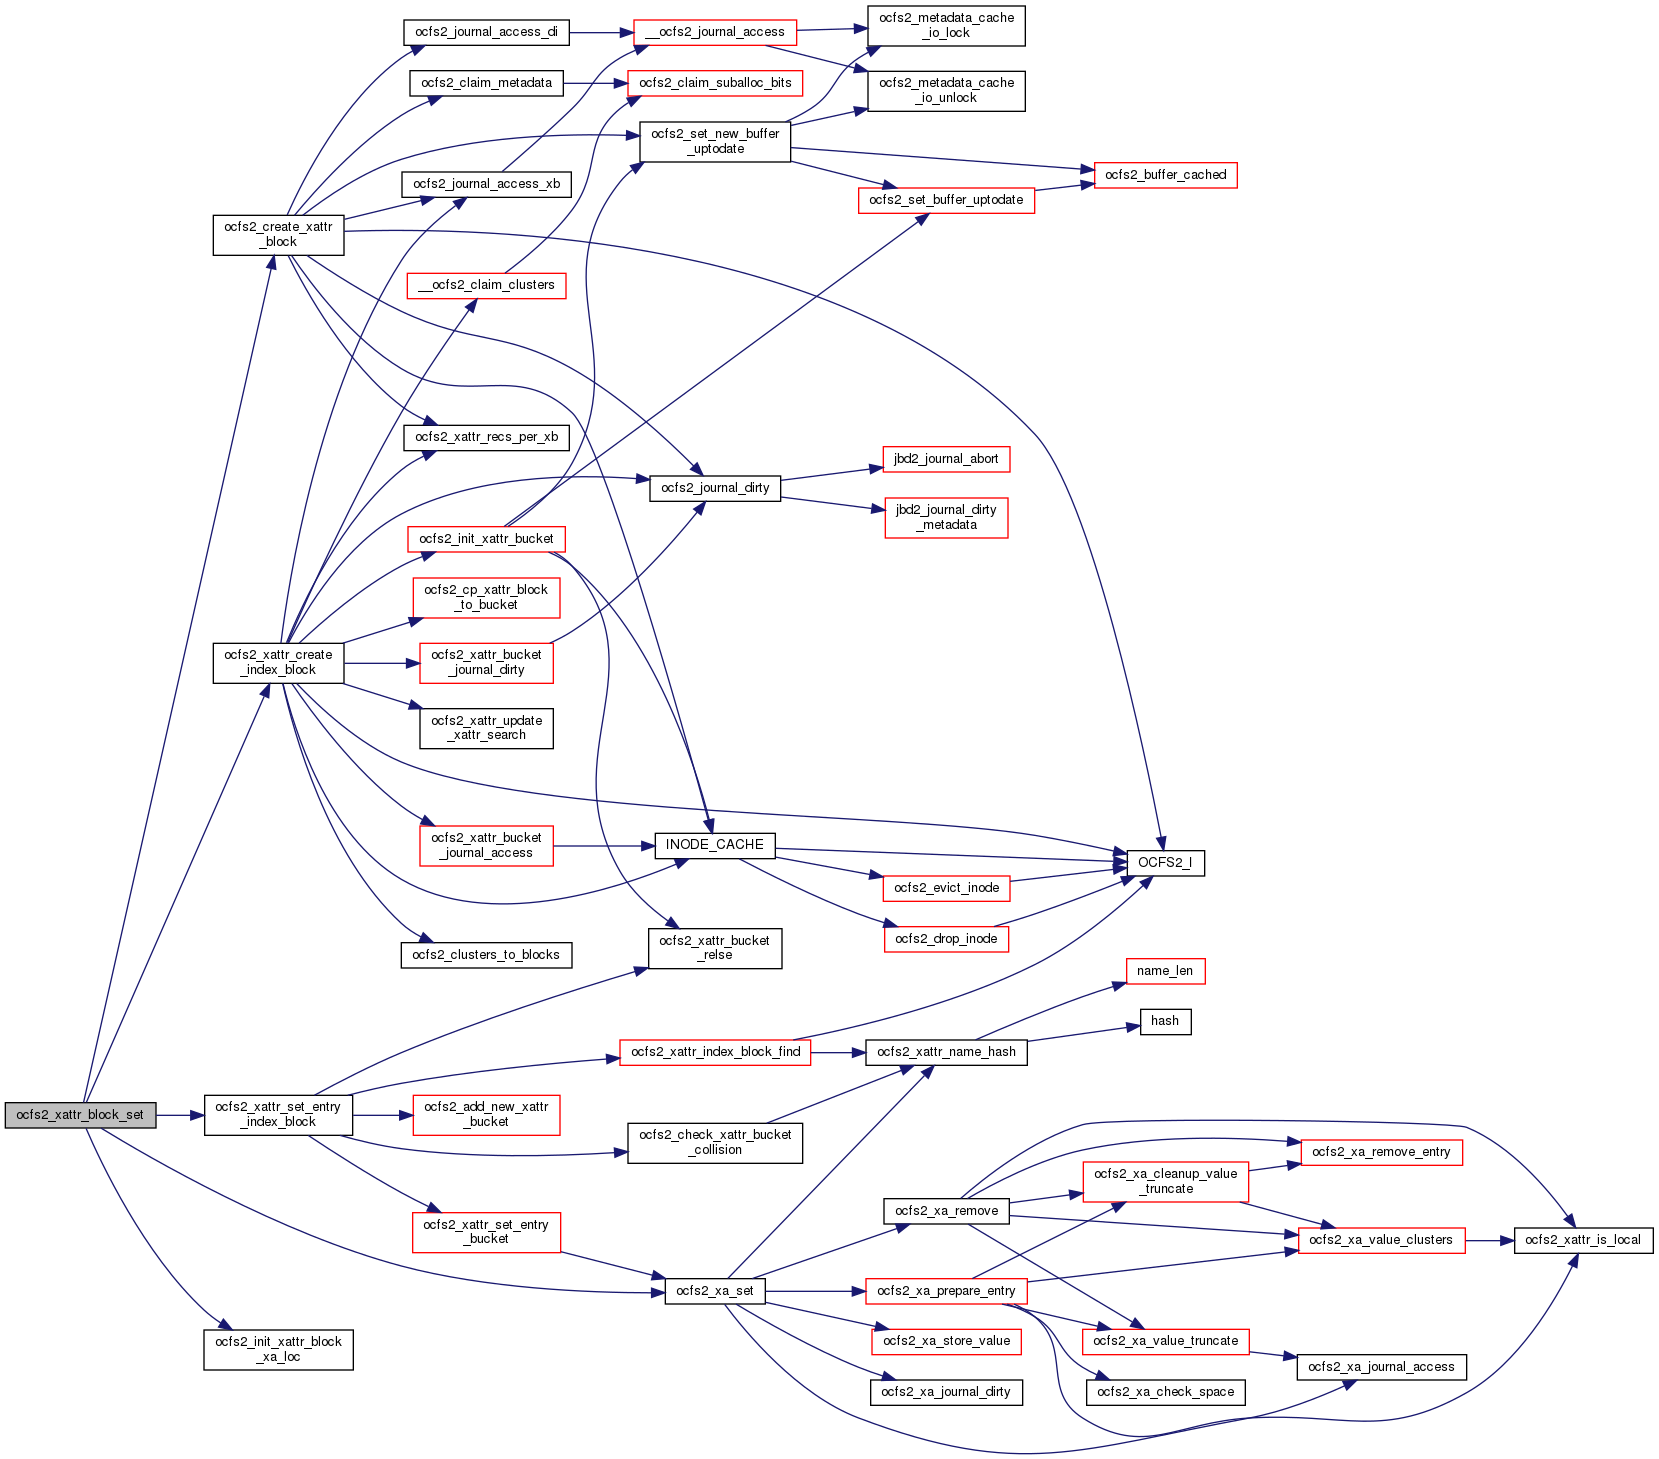 ocfs2_xattr_block_set
ocfs2_create_xattr
_block
ocfs2_xattr_create
_index_block
ocfs2_xattr_set_entry
_index_block
ocfs2_init_xattr_block
_xa_loc
ocfs2_journal_access_di
ocfs2_claim_metadata
ocfs2_journal_access_xb
__ocfs2_claim_clusters
ocfs2_xattr_recs_per_xb
ocfs2_init_xattr_bucket
ocfs2_cp_xattr_block
_to_bucket
ocfs2_xattr_bucket
_journal_dirty
ocfs2_xattr_update
_xattr_search
ocfs2_xattr_bucket
_journal_access
ocfs2_clusters_to_blocks
ocfs2_add_new_xattr
_bucket
ocfs2_xattr_set_entry
_bucket
__ocfs2_journal_access
ocfs2_claim_suballoc_bits
ocfs2_set_new_buffer
_uptodate
ocfs2_journal_dirty
INODE_CACHE
ocfs2_xattr_bucket
_relse
ocfs2_xattr_index_block_find
ocfs2_check_xattr_bucket
_collision
ocfs2_xa_set
ocfs2_metadata_cache
_io_lock
ocfs2_metadata_cache
_io_unlock
ocfs2_set_buffer_uptodate
jbd2_journal_abort
jbd2_journal_dirty
_metadata
ocfs2_evict_inode
ocfs2_drop_inode
ocfs2_xattr_name_hash
ocfs2_xa_remove
ocfs2_xa_prepare_entry
ocfs2_xa_store_value
ocfs2_xa_journal_dirty
ocfs2_buffer_cached
OCFS2_I
name_len
hash
ocfs2_xa_cleanup_value
_truncate
ocfs2_xa_value_truncate
ocfs2_xa_check_space
ocfs2_xa_remove_entry
ocfs2_xa_value_clusters
ocfs2_xa_journal_access
ocfs2_xattr_is_local